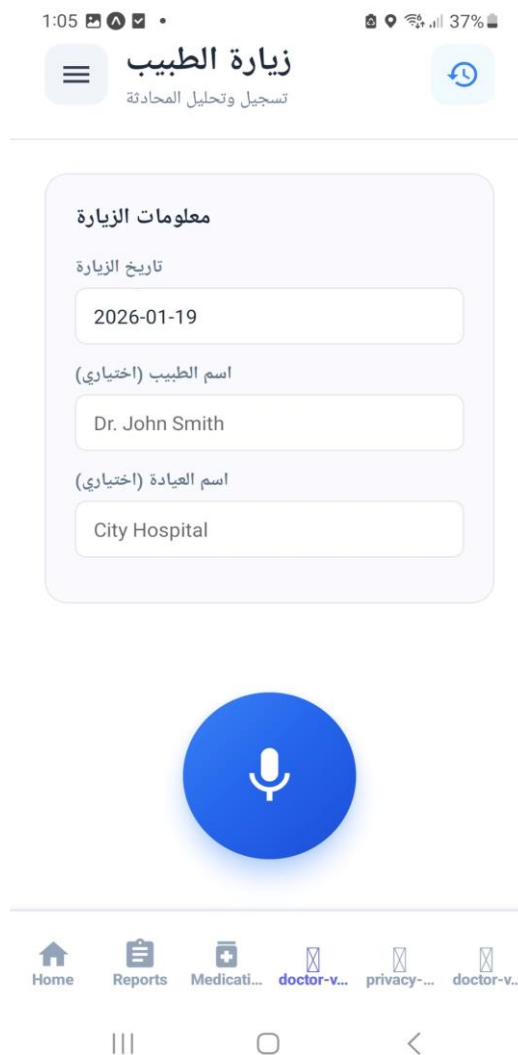 1:05
37%
زيارة الطبيب
تسجيل وتحليل المحادثة
معلومات الزيارة
تاريخ الزيارة
2026-01-19
اسم الطبيب (اختياري)
Dr. John Smith
اسم العيادة (اختياري)
City Hospital
Home
Reports
Medicati...
doctor-v...
privacy-...
doctor-v...